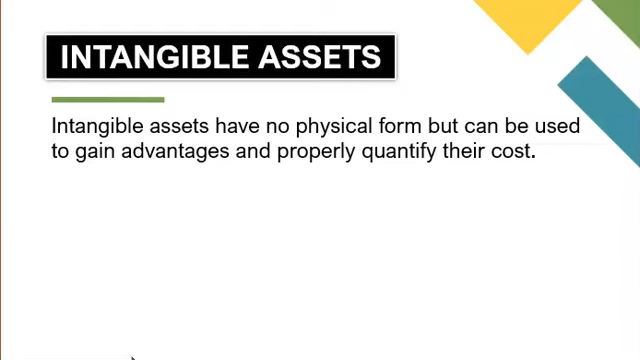 INTANGIBLE ASSETS
Intangible assets have no physical form but can be used
to gain advantages and properly quantify their cost.